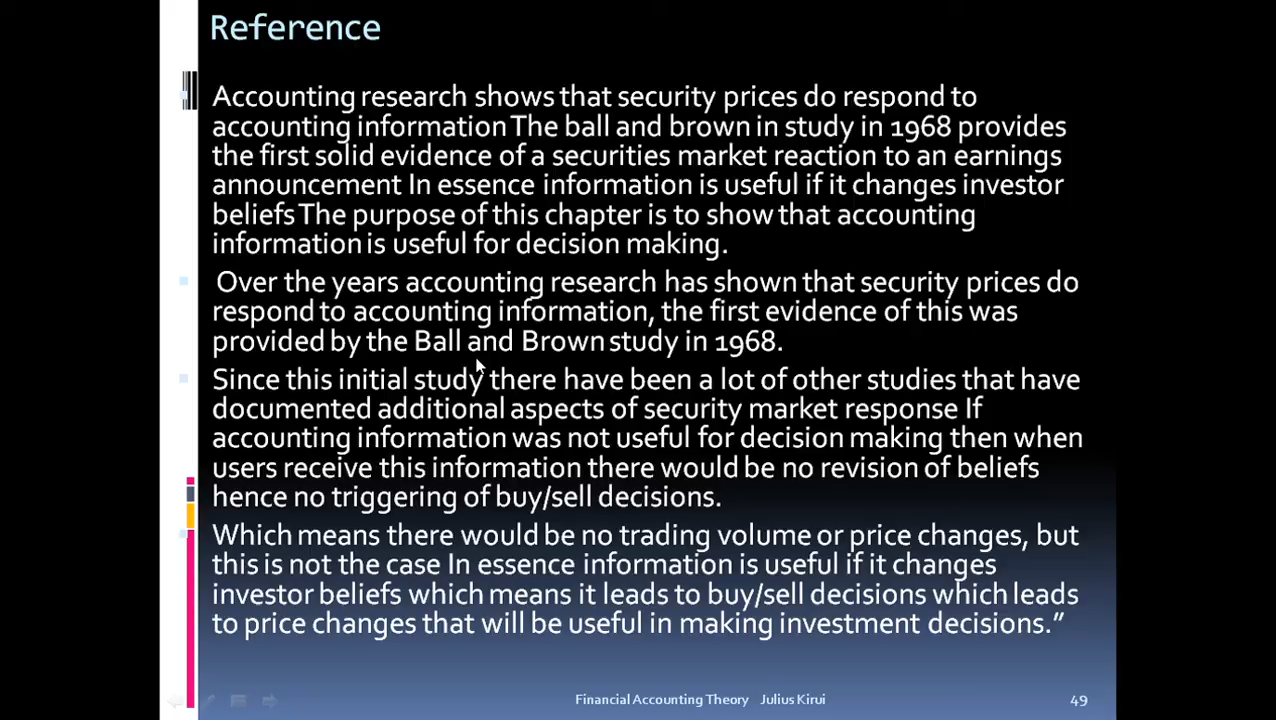 Reference
Accounting research shows that security prices do respond to
accounting information The ball and brown in study in 1968 provides
the first solid evidence of a securities market reaction to an earnings
announcement In essence information is useful if it changes investor
beliefs The purpose of this chapter is to show that accounting
information is useful for decision making.
Over the years accounting research has shown that security prices do
respond to accounting information, the first evidence of this was
provided by the Ball and Brown study in 1968.
Since this initial study there have been a lot of other studies that have
documented additional aspects of security market response If
accounting information was not useful for decision making then when
users receive this information there would be no revision of beliefs
hence no triggering of buy/sell decisions.
Which means there would be no trading volume or price changes, but
this is not the case In essence information is useful if it changes
investor beliefs which means it leads to buy/sell decisions which leads
to price changes that will be useful in making investment decisions.”
Financial Accounting Theory Julius Kirui
49